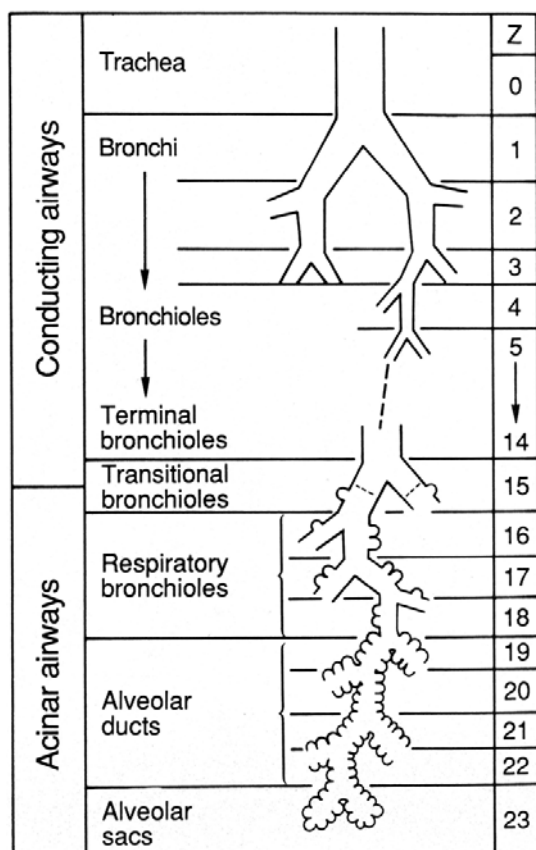 Z
Trachea
0
Conducting airways
Bronchi
1
2
3
Bronchioles
4
5
Terminal
bronchioles
14
Transitional
bronchioles
15
Acinar airways
Respiratory
bronchioles
16
17
18
Alveolar
ducts
19
20
21
22
Alveolar
sacs
23